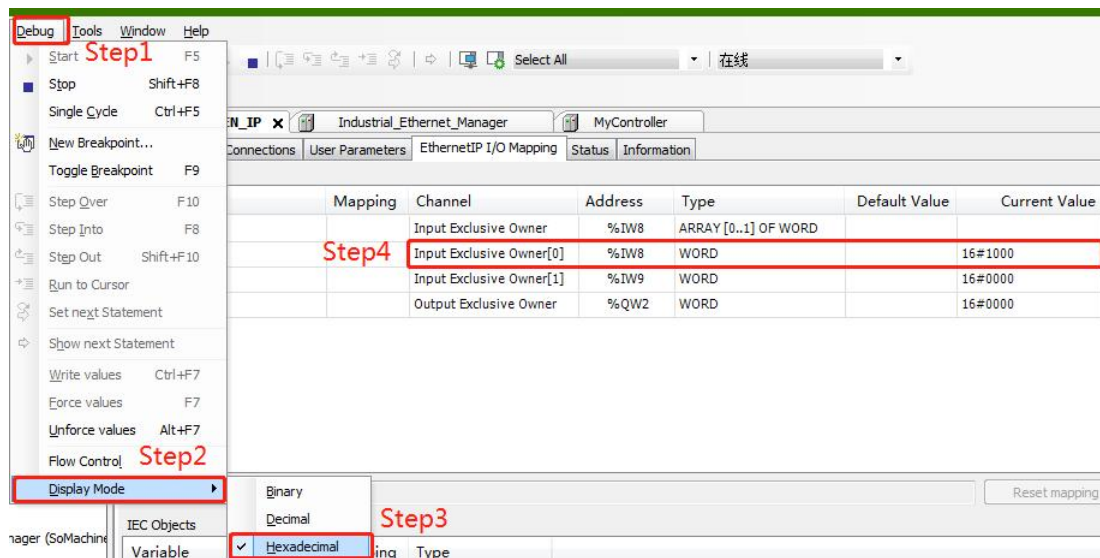 Debug Tools Window Help
Step1
Start F5
Select All
在线
Stop Shift+F8
Single Cycle Ctrl+F5
EN_IP Industrial_Ethernet_Manager MyController
New Breakpoint...
Connections User Parameters EthernetIP I/O Mapping Status Information
Toggle Breakpoint F9
Step Over F10
Mapping Channel Address Type Default Value Current Value
Step Into F8
Input Exclusive Owner %IW8 ARRAY [0..1] OF WORD
Step Out Shift+F10
Step4
Input Exclusive Owner[0] %IW8 WORD 16#1000
Run to Cursor
Input Exclusive Owner[1] %IW9 WORD 16#0000
Set next Statement
Output Exclusive Owner %QW2 WORD 16#0000
Show next Statement
Write values Ctrl+F7
Force values F7
Unforce values Alt+F7
Flow Control
Step2
Display Mode
Binary
Reset mapping
Decimal
Step3
IEC Objects
nager (SoMachine
Hexadecimal
Variable ing Type